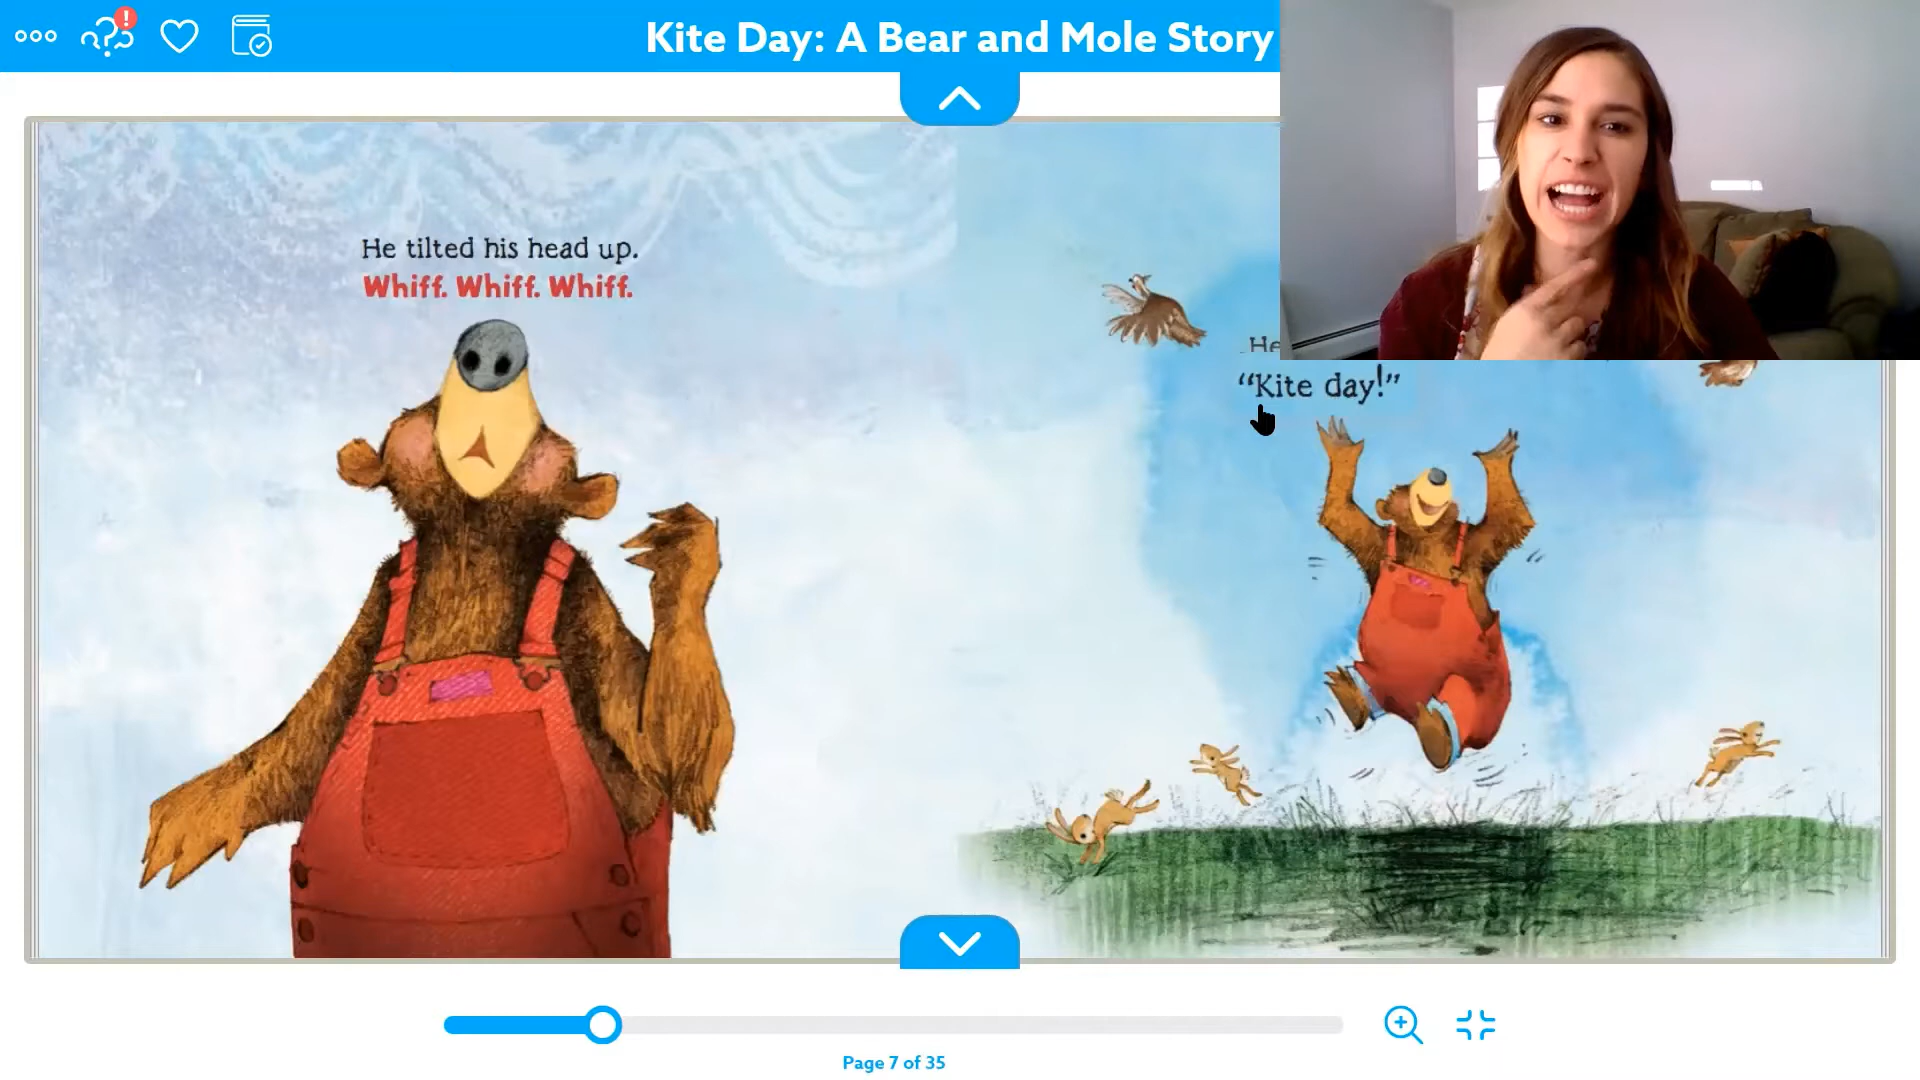 Kite Day: A Bear and Mole Story
He tilted his head up.
Whiff. Whiff. Whiff.
He
“Kite day!”
Page 7 of 35